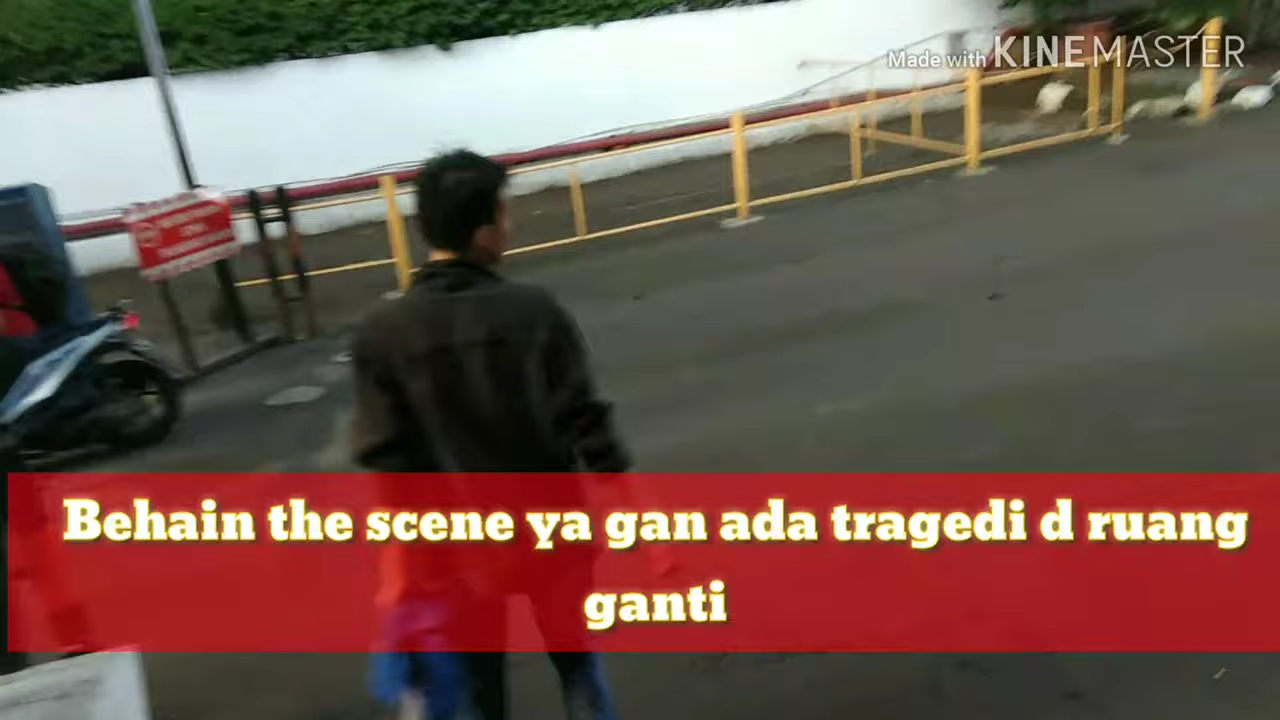 Made with KINEMASTER
Behain the scene ya gan ada tragedi d ruang
ganti